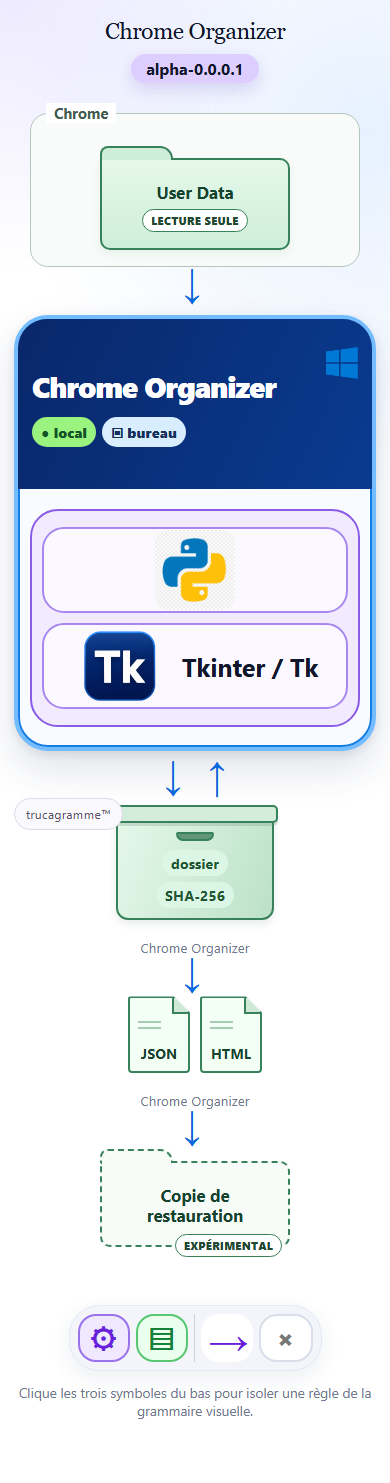 Chrome Organizer
alpha-0.0.0.1
Chrome
User Data
LECTURE SEULE
Chrome Organizer
local
bureau
Tk
Tkinter / Tk
trucagramme™
dossier
SHA-256
Chrome Organizer
JSON
HTML
Chrome Organizer
Copie de
restauration
EXPÉRIMENTAL
Clique les trois symboles du bas pour isoler une règle de la
grammaire visuelle.